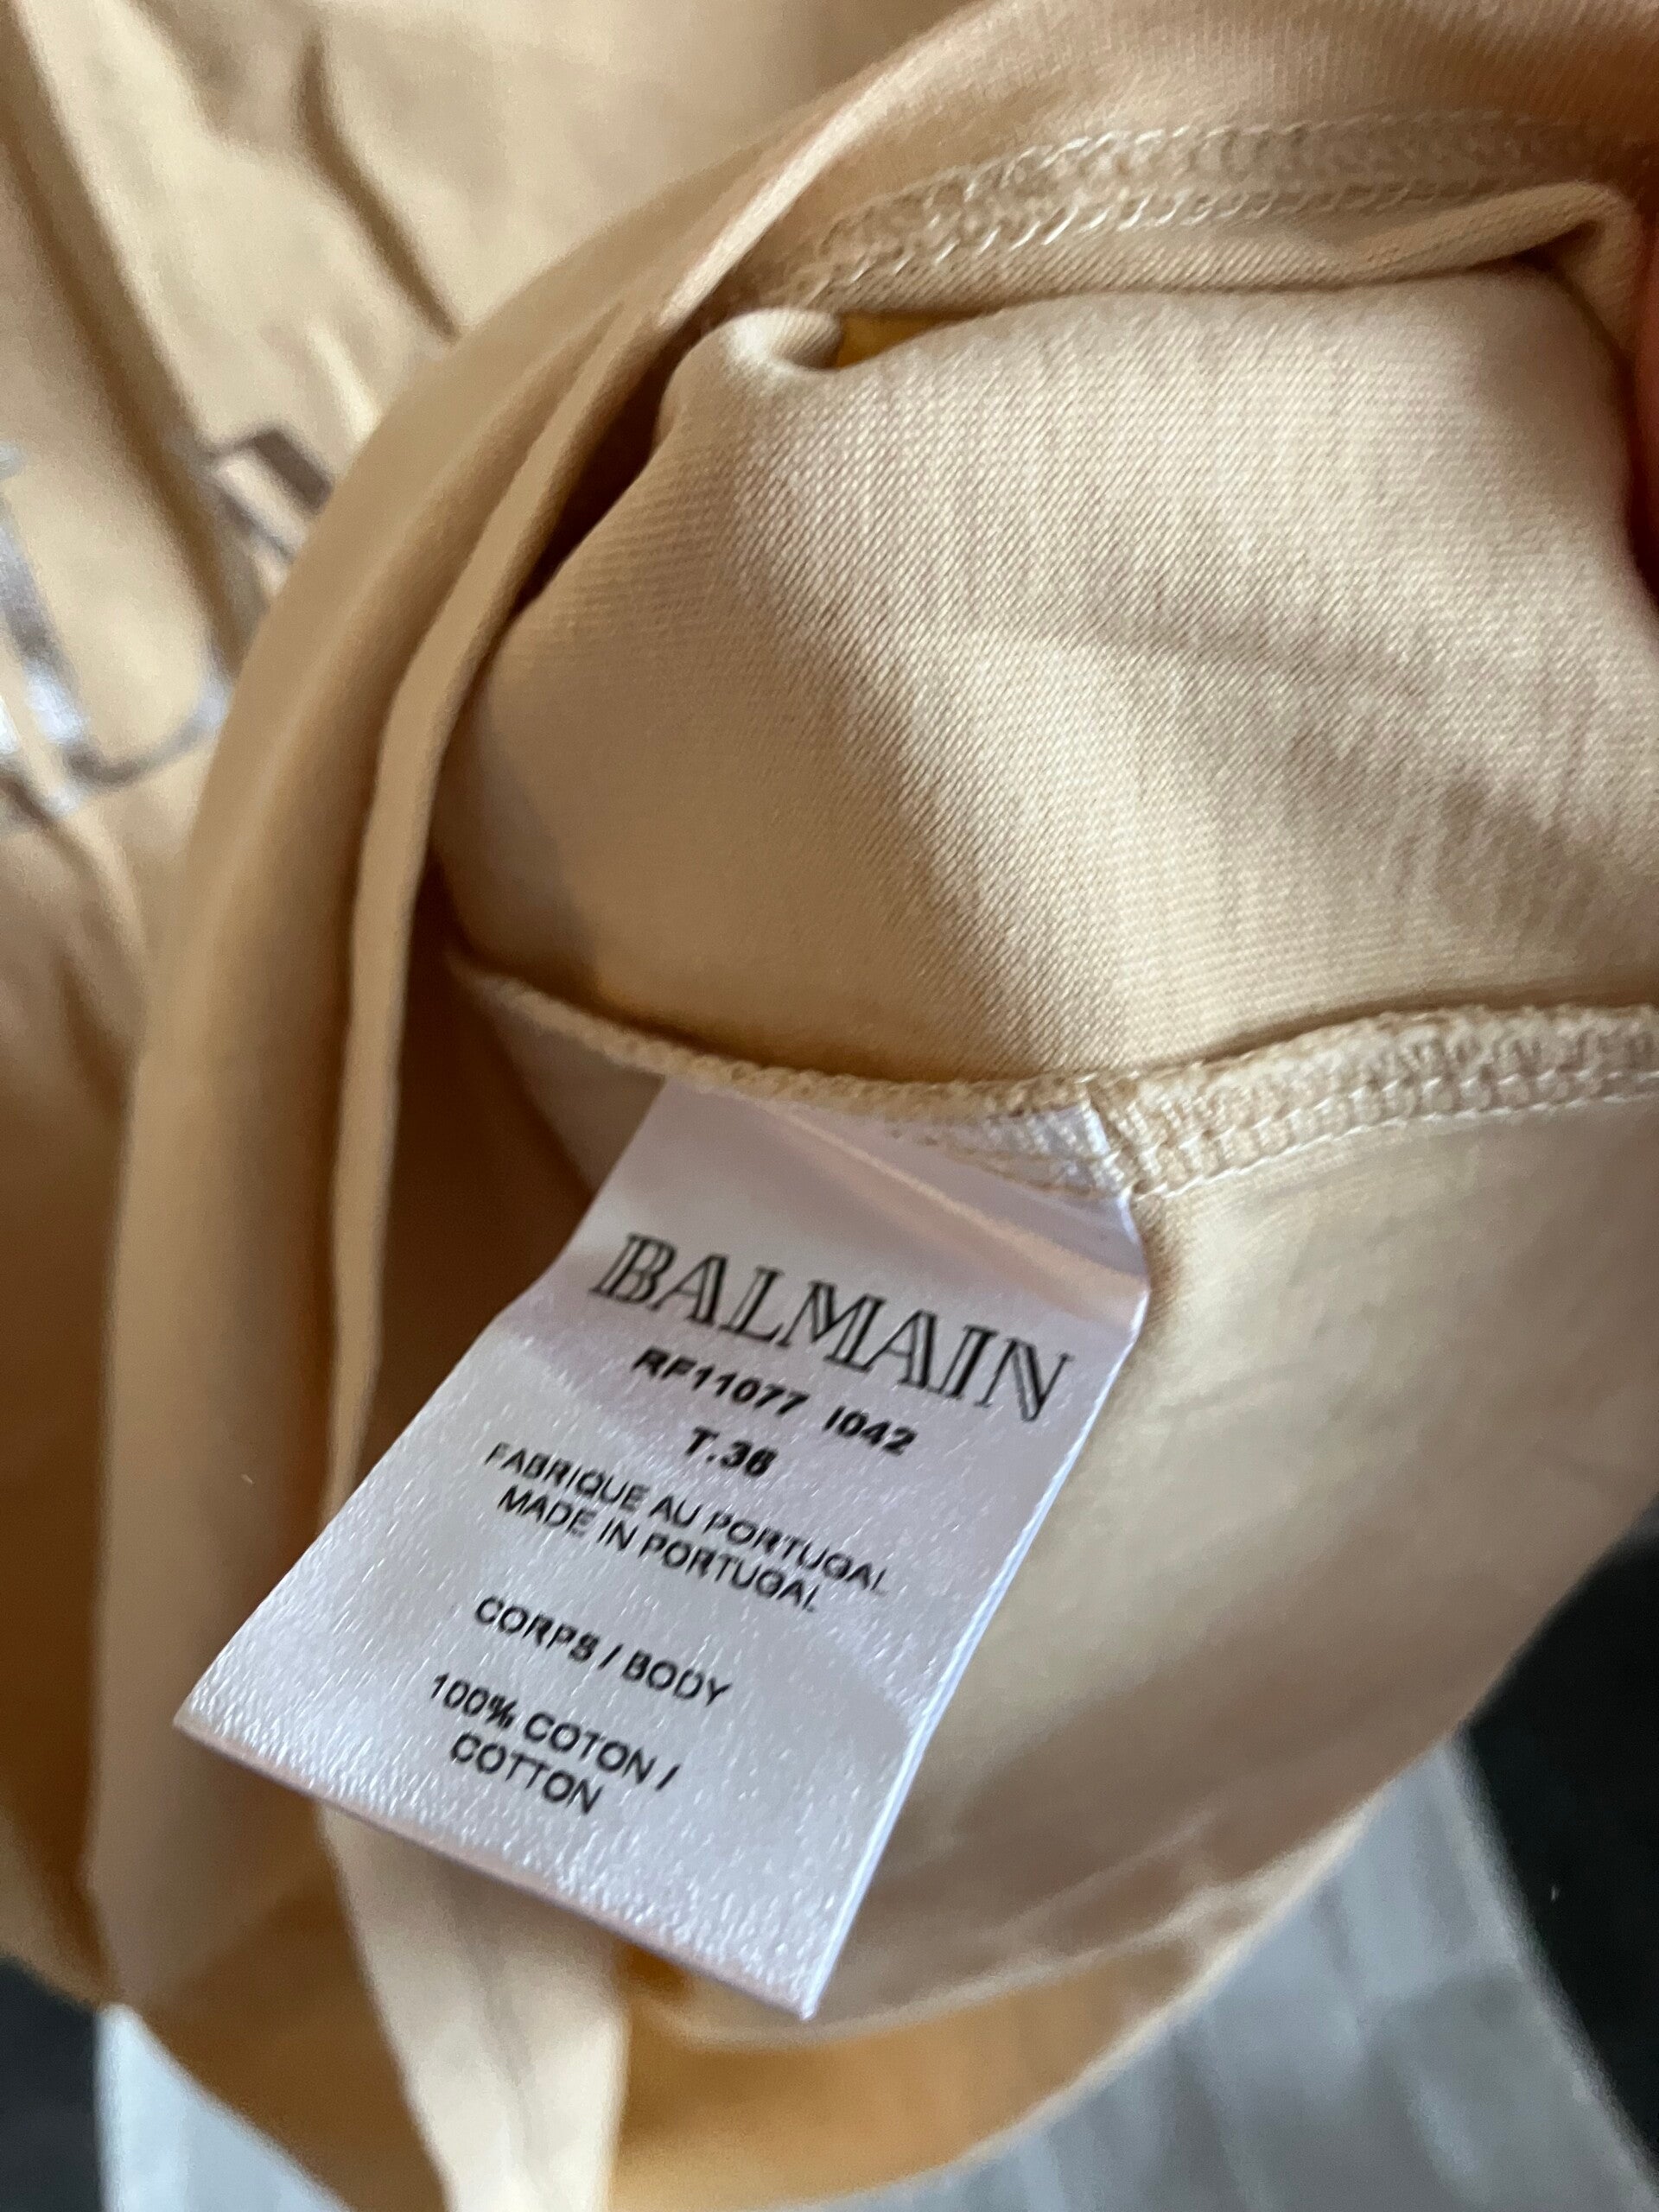 BALMAIN
RF11077 I042
T.36
FABRIQUE AU PORTUGAL
MADE IN PORTUGAL
CORPS / BODY
100% COTON /
COTTON